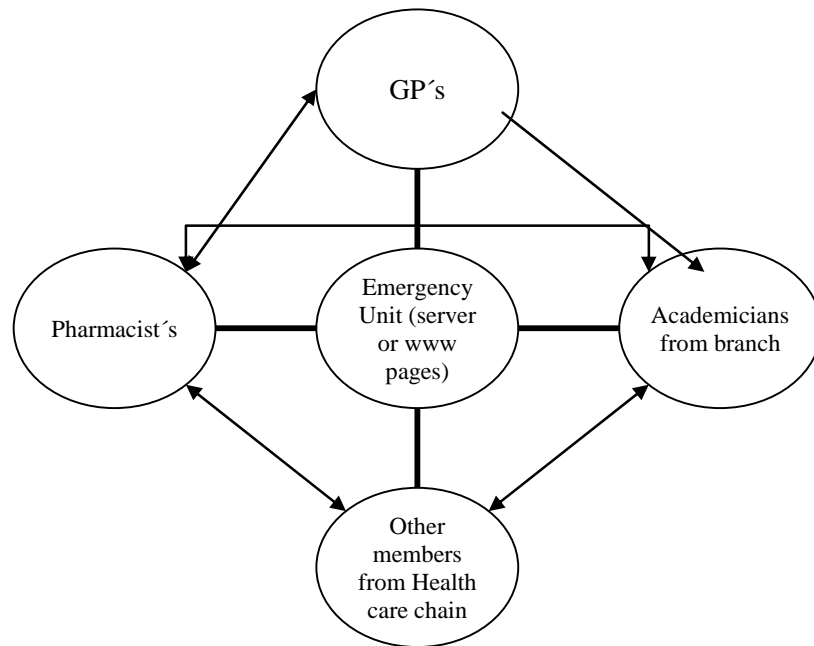 GP´s
Pharmacist´s
Emergency
Unit (server
or www
pages)
Academicians
from branch
Other
members
from Health
care chain